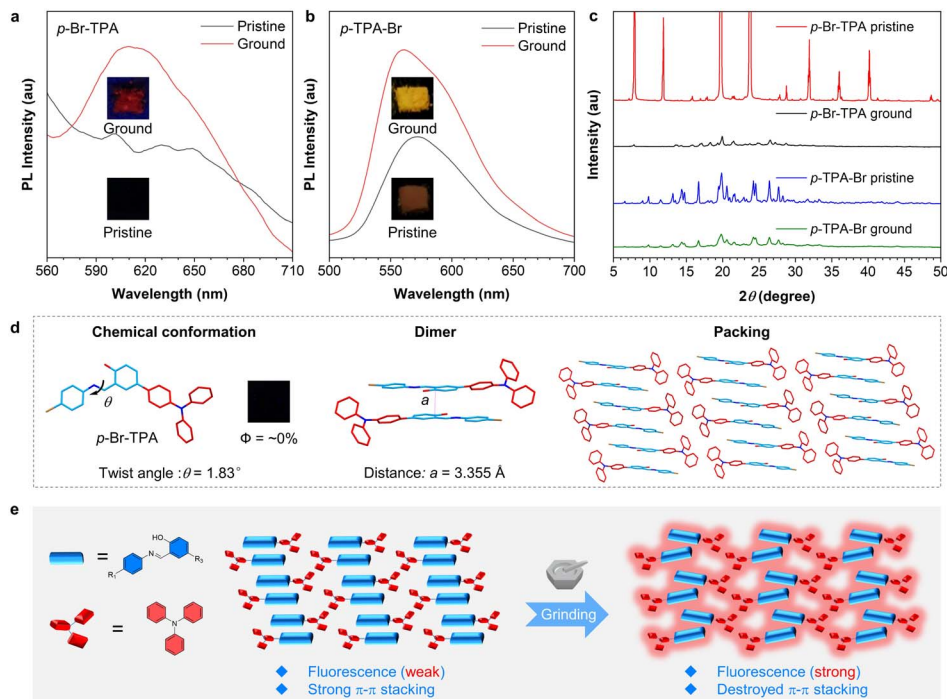 a
p-Br-TPA
Pristine
Ground
Ground
Pristine
PL Intensity (au)
560 590 620 650 680 710
Wavelength (nm)
b
p-TPA-Br
Pristine
Ground
Ground
Pristine
PL Intensity (au)
500 550 600 650 700
Wavelength (nm)
c
p-Br-TPA pristine
p-Br-TPA ground
p-TPA-Br pristine
p-TPA-Br ground
Intensity (au)
5 10 15 20 25 30 35 40 45 50
2θ (degree)
d
Chemical conformation
θ
p-Br-TPA
Φ = ~0%
Twist angle :θ = 1.83°
Dimer
a
Distance: a = 3.355 Å
Packing
e
=
HO
N
R₁
R₃
=
N
Fluorescence (weak)
Strong π-π stacking
Grinding
Fluorescence (strong)
Destroyed π-π stacking